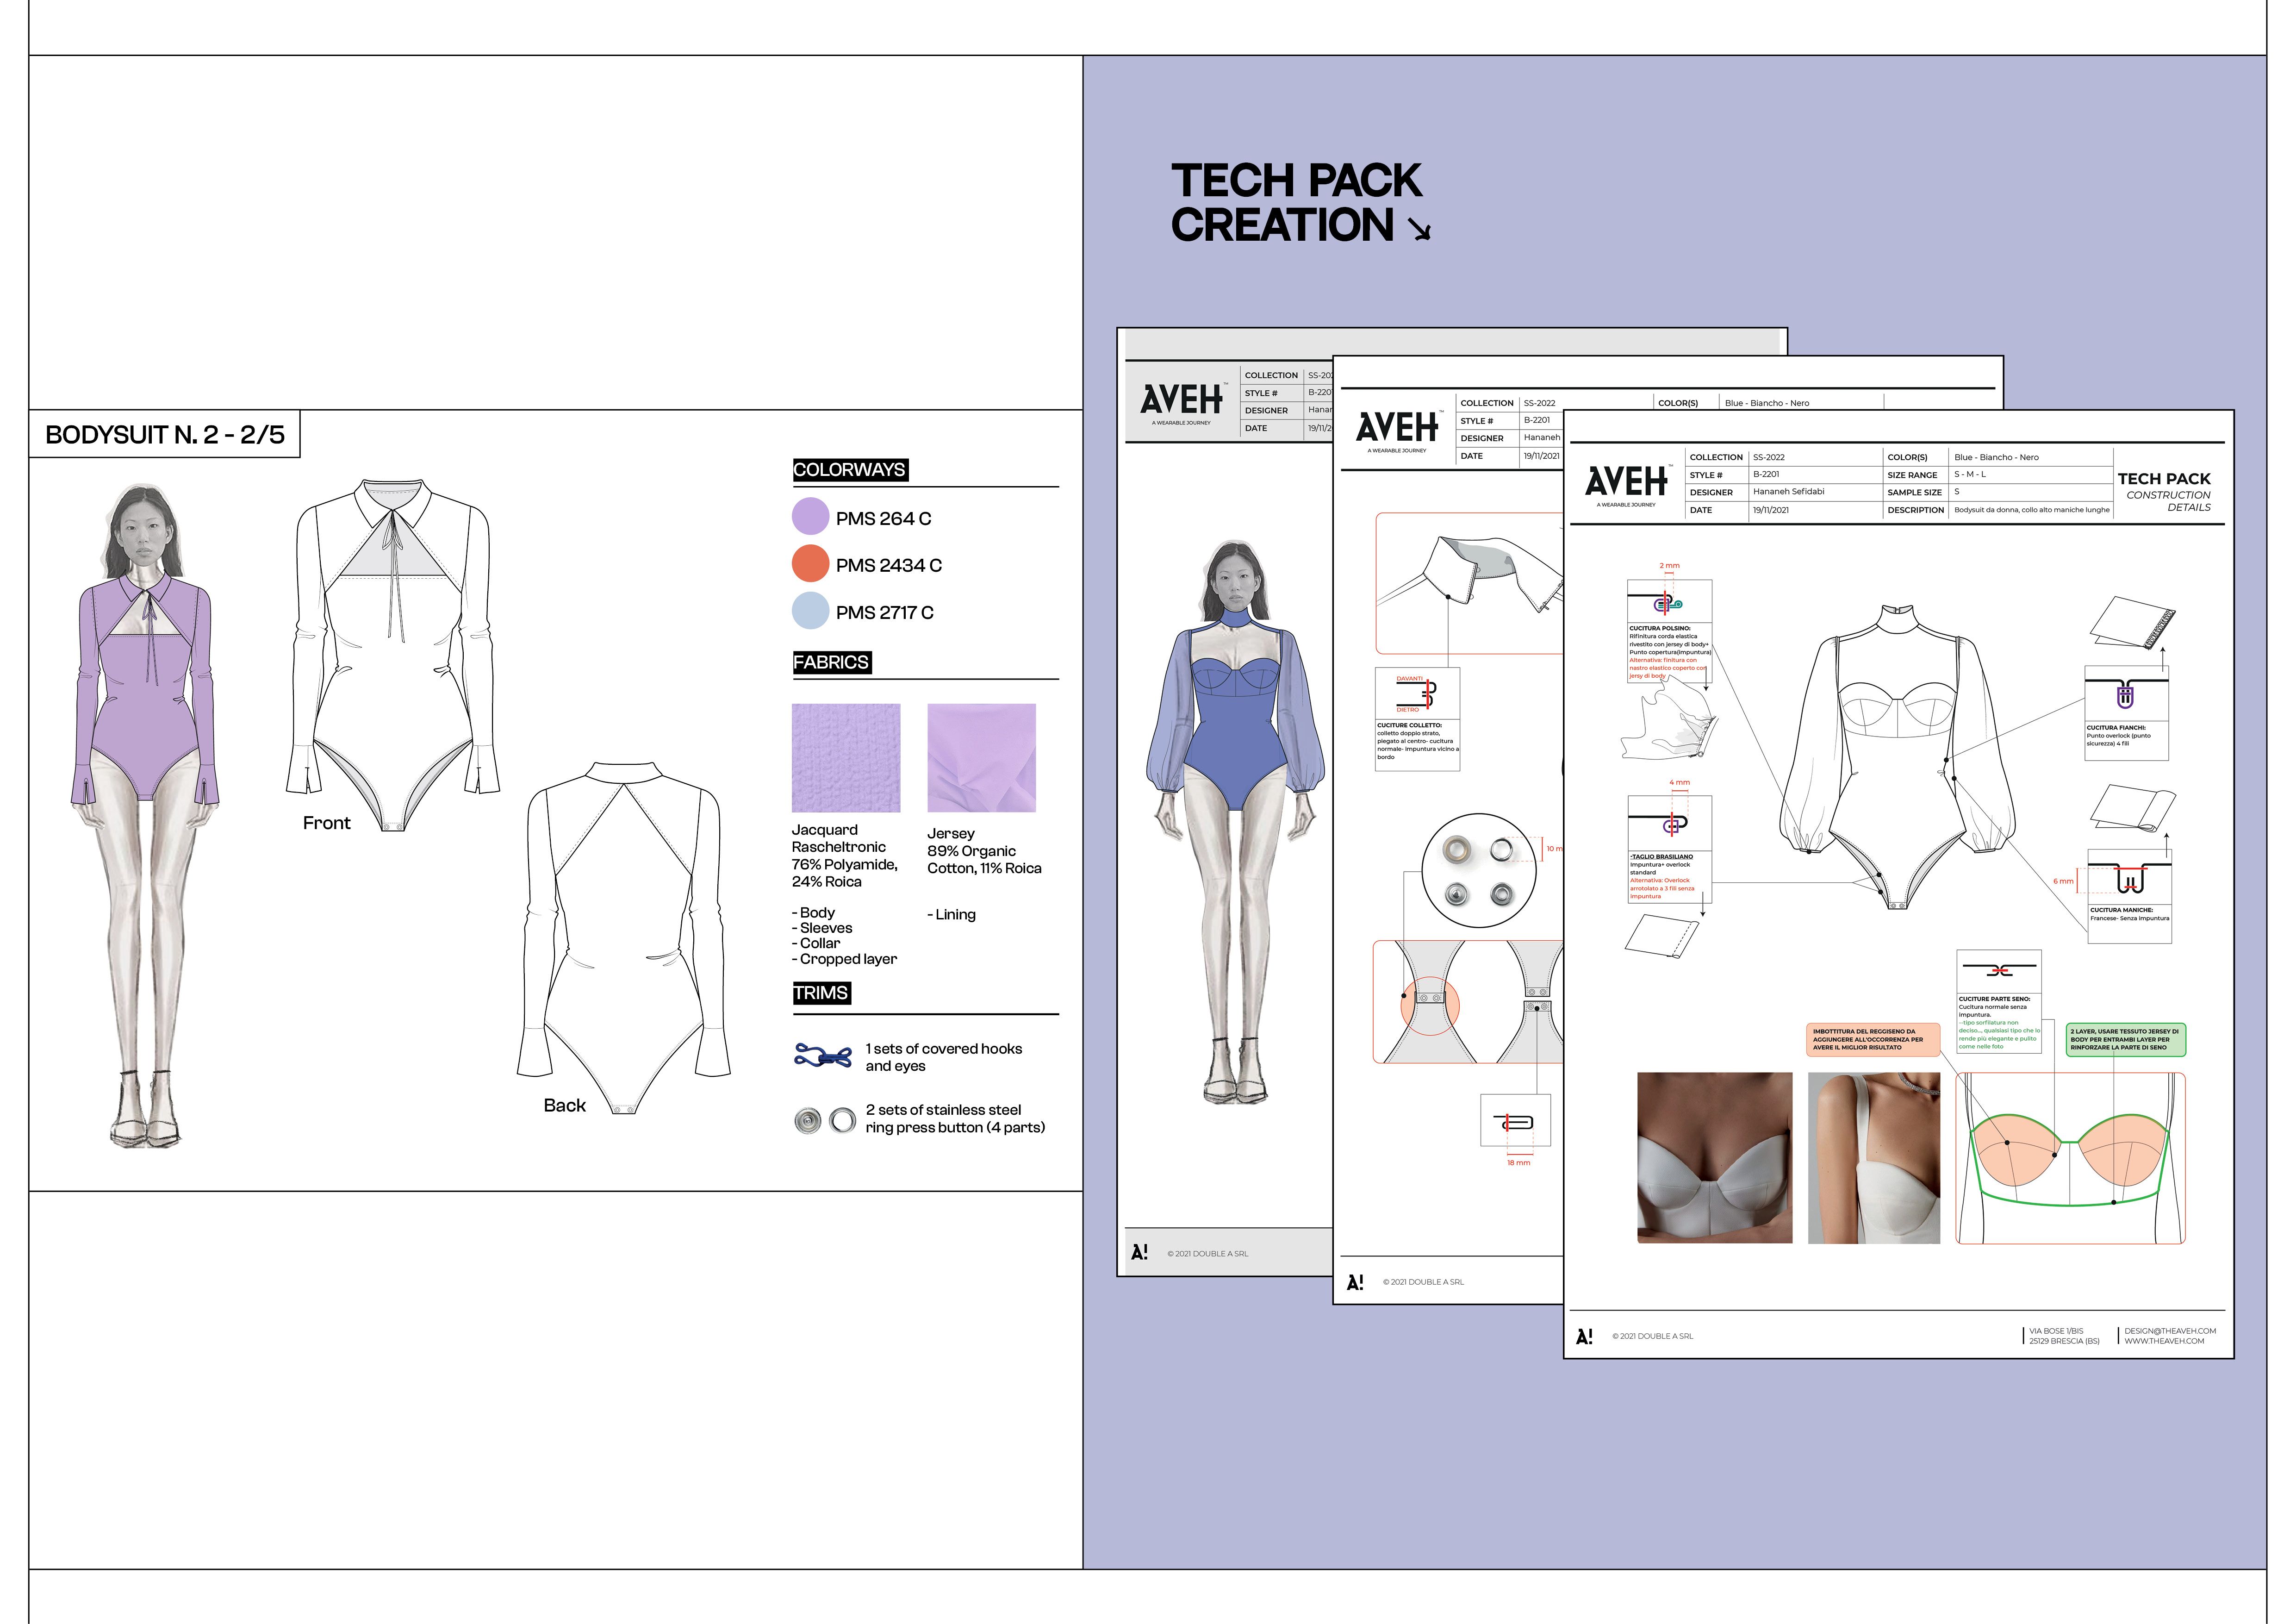 TECH PACK
CREATION ↘
BODYSUIT N. 2 - 2/5
Front
Back
COLORWAYS
PMS 264 C
PMS 2434 C
PMS 2717 C
FABRICS
Jacquard
Rascheltronic
76% Polyamide,
24% Roica
- Body
- Sleeves
- Collar
- Cropped layer
Jersey
89% Organic
Cotton, 11% Roica
- Lining
TRIMS
1 sets of covered hooks
and eyes
2 sets of stainless steel
ring press button (4 parts)
AVEH™
A WEARABLE JOURNEY
COLLECTION SS-202
STYLE # B-220
DESIGNER Hanan
DATE 19/11/2
A! © 2021 DOUBLE A SRL
AVEH™
A WEARABLE JOURNEY
COLLECTION SS-2022
STYLE # B-2201
DESIGNER Hananeh
DATE 19/11/2021
COLOR(S) Blue - Biancho - Nero
DAVANTI
DIETRO
CUCITURE COLLETTO:
colletto doppio strato,
piegato al centro- cucitura
normale- Impuntura vicino a
bordo
10 m
18 mm
A! © 2021 DOUBLE A SRL
AVEH™
A WEARABLE JOURNEY
COLLECTION SS-2022
STYLE # B-2201
DESIGNER Hananeh Sefidabi
DATE 19/11/2021
COLOR(S) Blue - Biancho - Nero
SIZE RANGE S - M - L
SAMPLE SIZE S
DESCRIPTION Bodysuit da donna, collo alto maniche lunghe
TECH PACK
CONSTRUCTION
DETAILS
2 mm
CUCITURA POLSINO:
Rifinitura corda elastica
rivestito con jersey di body+
Punto copertura(Impuntura)
Alternativa: finitura con
nastro elastico coperto con
jersy di body
4 mm
-TAGLIO BRASILIANO
Impuntura+ overlock
standard
Alternativa: Overlock
arrotolato a 3 fili senza
impuntura
CUCITURA FIANCHI:
Punto overlock (punto
sicurezza) 4 fili
6 mm
CUCITURA MANICHE:
Francese- Senza Impuntura
CUCITURE PARTE SENO:
Cucitura normale senza
impuntura.
--tipo sorfilatura non
deciso... qualsiasi tipo che lo
rende più elegante e pulito
come nelle foto
IMBOTTITURA DEL REGGISENO DA
AGGIUNGERE ALL'OCCORRENZA PER
AVERE IL MIGLIOR RISULTATO
2 LAYER, USARE TESSUTO JERSEY DI
BODY PER ENTRAMBI LAYER PER
RINFORZARE LA PARTE DI SENO
A! © 2021 DOUBLE A SRL
VIA BOSE 1/BIS
25129 BRESCIA (BS)
DESIGN@THEAVEH.COM
WWW.THEAVEH.COM